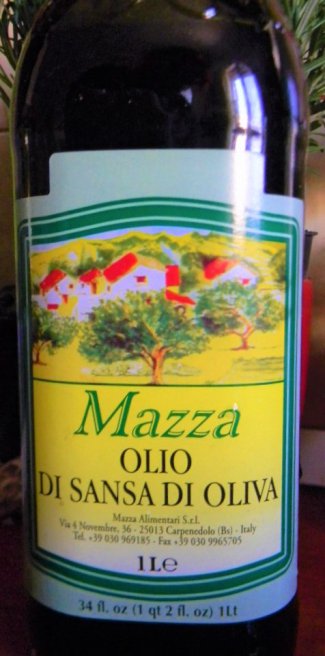 Mazza
OLIO
DI SANSA DI OLIVA
Mazza Alimentari S.r.l.
Via 4 Novembre, 36 - 25013 Carpenedolo (Bs) - Italy
Tel. +39 030 969185 - Fax +39 030 9965705
1 L e
34 fl. oz (1 qt 2 fl. oz) 1Lt